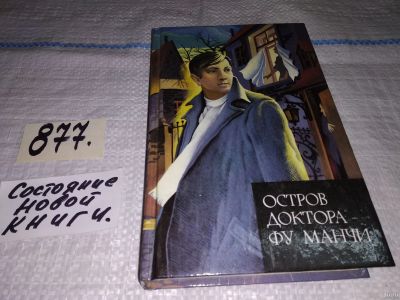 877.
Состояние
новой
книги.
ОСТРОВ
ДОКТОРА
ФУ МАНЧИ